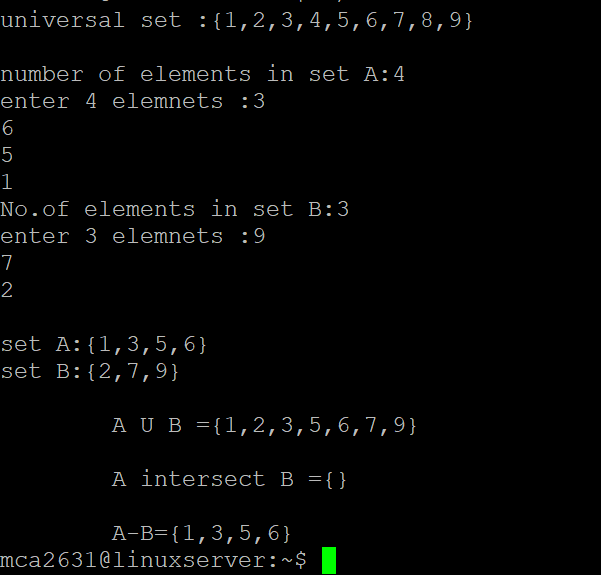 universal set :{1,2,3,4,5,6,7,8,9}
number of elements in set A:4
enter 4 elemnets :3
6
5
1
No.of elements in set B:3
enter 3 elemnets :9
7
2
set A:{1,3,5,6}
set B:{2,7,9}
A U B ={1,2,3,5,6,7,9}
A intersect B ={}
A-B={1,3,5,6}
mca2631@linuxserver:~$